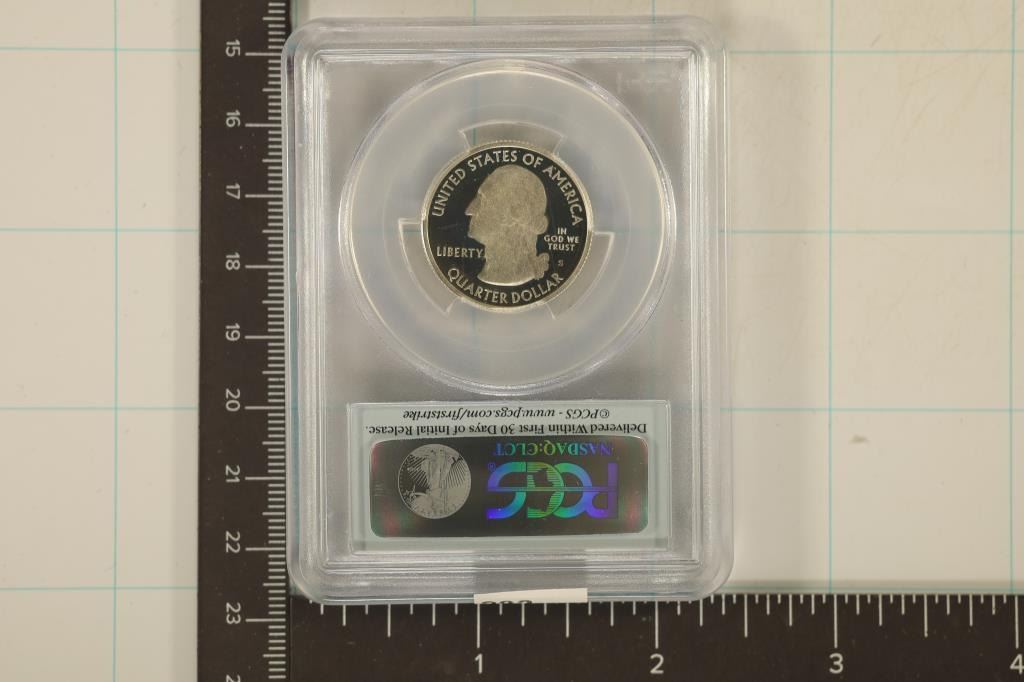 15
16
17
18
19
20
21
22
23
UNITED STATES OF AMERICA
LIBERTY
IN
GOD WE
TRUST
S
QUARTER DOLLAR
©PCGS - www.pcgs.com/firststrike
Delivered Within First 30 Days of Initial Release.
NASDAQ:CLCT
PCGS®
1
2
3
4